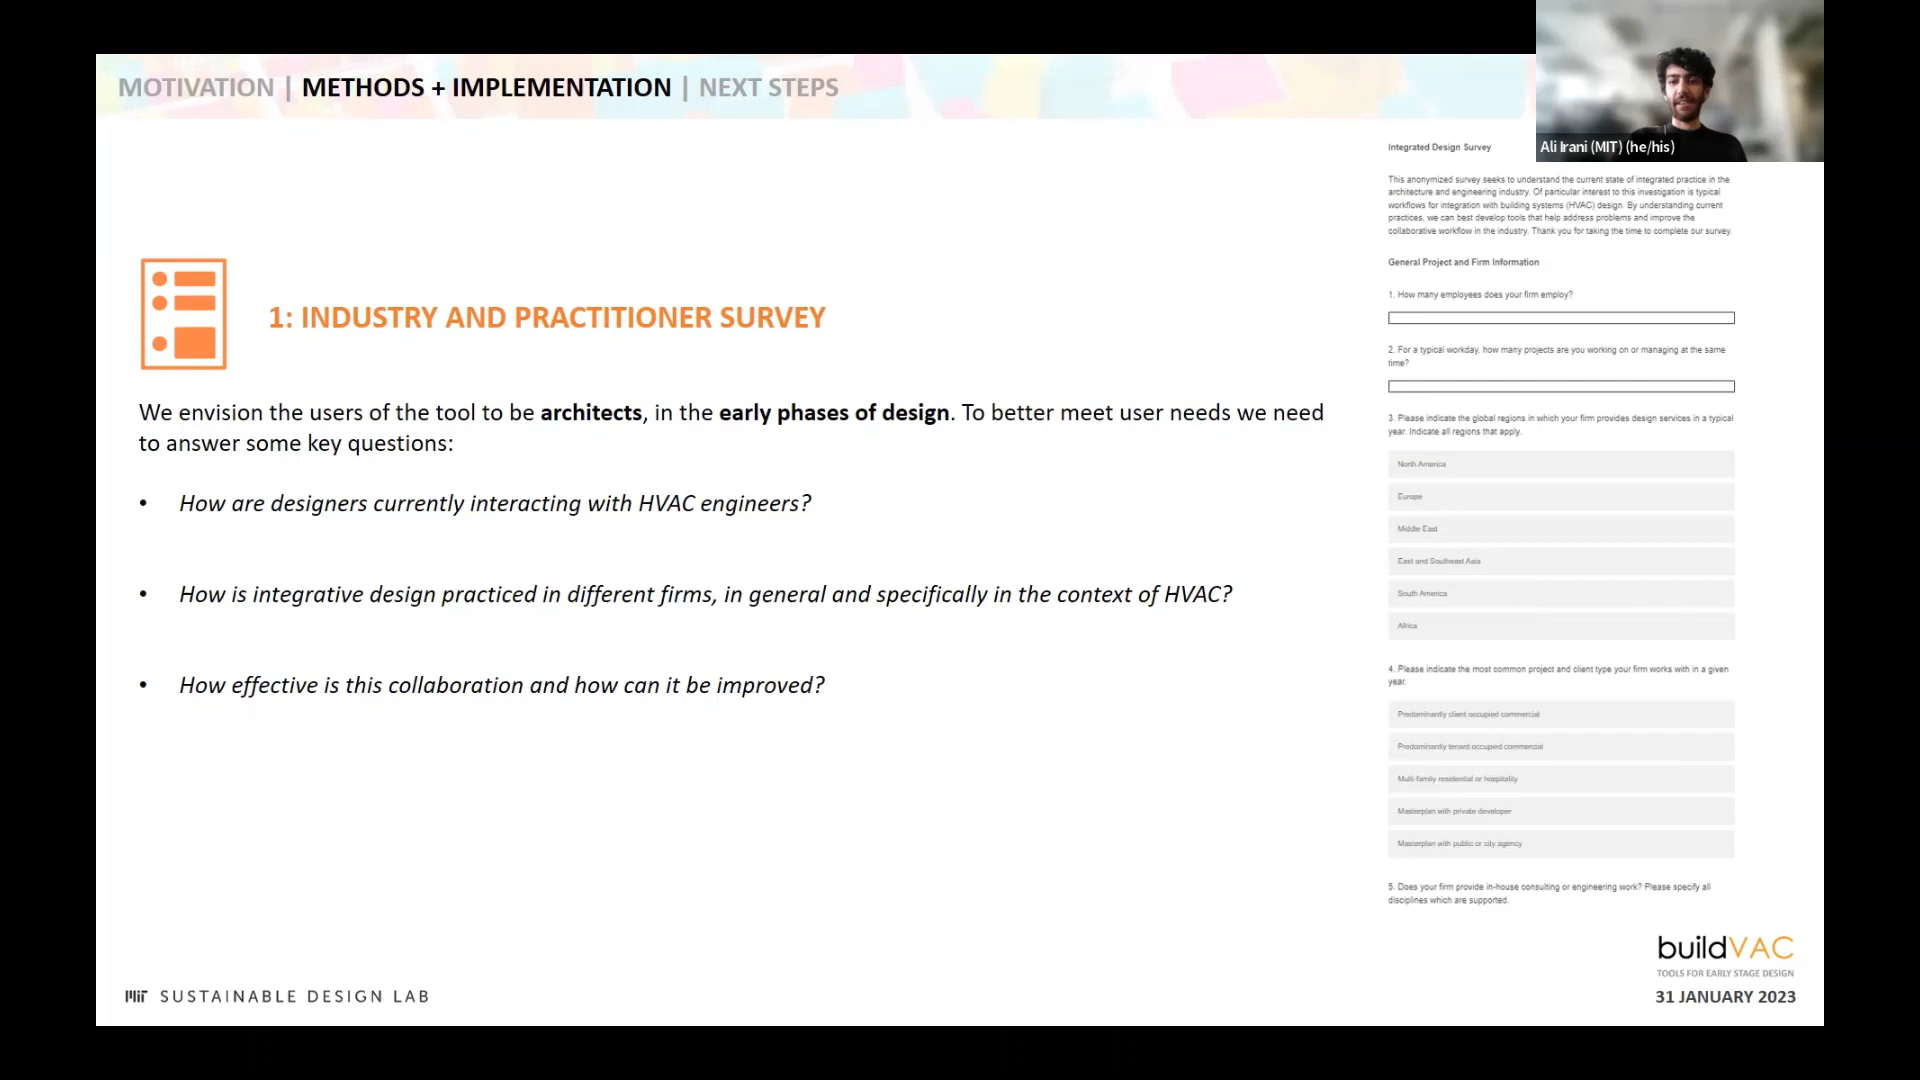 MOTIVATION | METHODS + IMPLEMENTATION | NEXT STEPS
Ali Irani (MIT) (he/his)
1: INDUSTRY AND PRACTITIONER SURVEY
We envision the users of the tool to be architects, in the early phases of design. To better meet user needs we need
to answer some key questions:
• How are designers currently interacting with HVAC engineers?
• How is integrative design practiced in different firms, in general and specifically in the context of HVAC?
• How effective is this collaboration and how can it be improved?
Integrated Design Survey
This anonymized survey seeks to understand the current state of integrated practice in the
architecture and engineering industry. Of particular interest to this investigation is typical
workflows for integration with building systems (HVAC) design. By understanding current
practices, we can best develop tools that help address problems and improve the
collaborative workflow in the industry. Thank you for taking the time to complete our survey.
General Project and Firm Information
1. How many employees does your firm employ?
2. For a typical workday, how many projects are you working on or managing at the same
time?
3. Please indicate the global regions in which your firm provides design services in a typical
year. Indicate all regions that apply.
North America
Europe
Middle East
East and Southeast Asia
South America
Africa
4. Please indicate the most common project and client type your firm works with in a given
year.
Predominantly client occupied commercial
Predominantly tenant occupied commercial
Multi-family residential or hospitality
Masterplan with private developer
Masterplan with public or city agency
5. Does your firm provide in-house consulting or engineering work? Please specify all
disciplines which are supported.
buildVAC
TOOLS FOR EARLY STAGE DESIGN
31 JANUARY 2023
MIT SUSTAINABLE DESIGN LAB